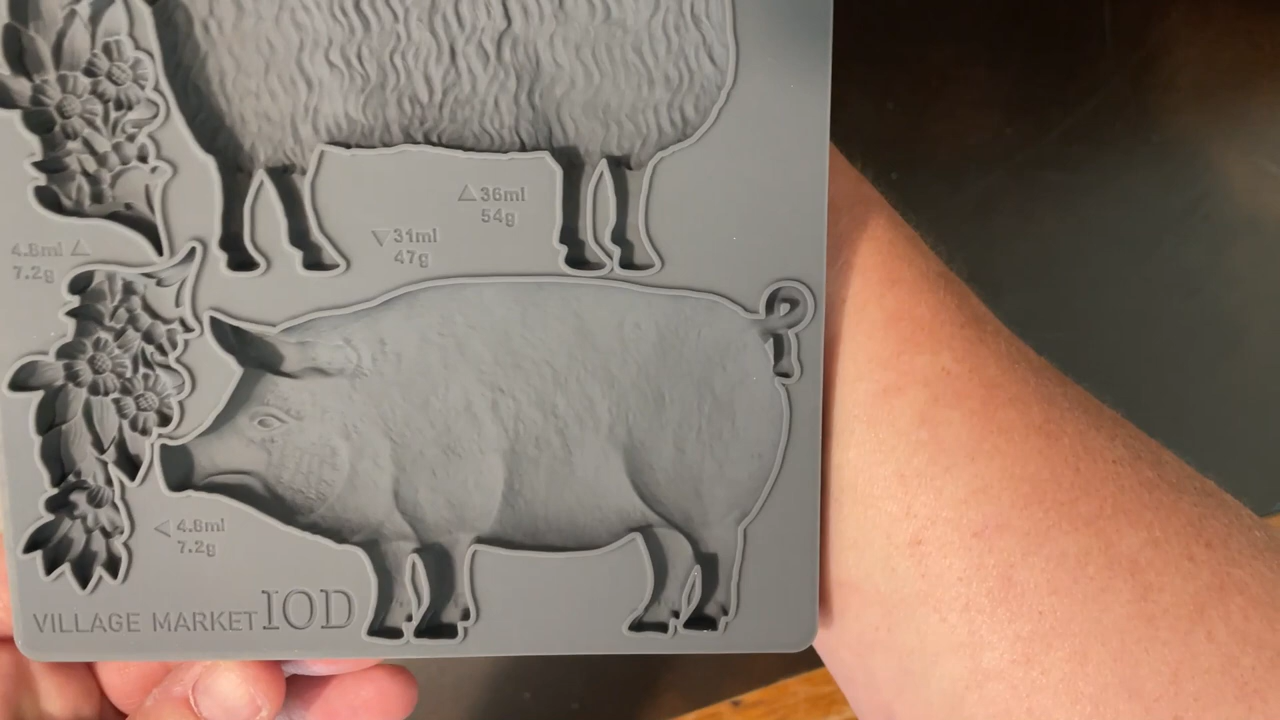 △36ml
54g
▽31ml
47g
4.8ml △
7.2g
◁ 4.8ml
7.2g
VILLAGE MARKET IOD